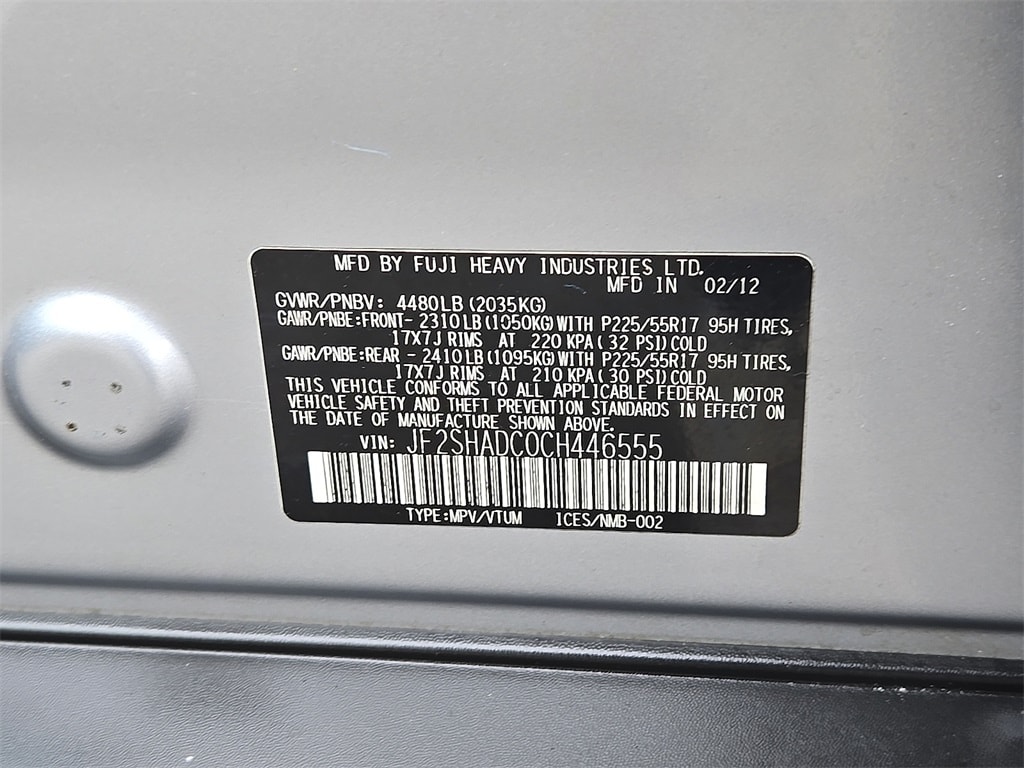 MFD BY FUJI HEAVY INDUSTRIES LTD.
MFD IN 02/12
GVWR/PNBV: 4480LB (2035KG)
GAWR/PNBE:FRONT- 2310LB(1050KG)WITH P225/55R17 95H TIRES,
17X7J RIMS AT 220 KPA(32 PSI)COLD
GAWR/PNBE:REAR - 2410LB(1095KG)WITH P225/55R17 95H TIRES,
17X7J RIMS AT 210 KPA(30 PSI)COLD
THIS VEHICLE CONFORMS TO ALL APPLICABLE FEDERAL MOTOR
VEHICLE SAFETY AND THEFT PREVENTION STANDARDS IN EFFECT ON
THE DATE OF MANUFACTURE SHOWN ABOVE.
VIN: JF2SHADC0CH446555
TYPE:MPV/VTUM ICES/NMB-002